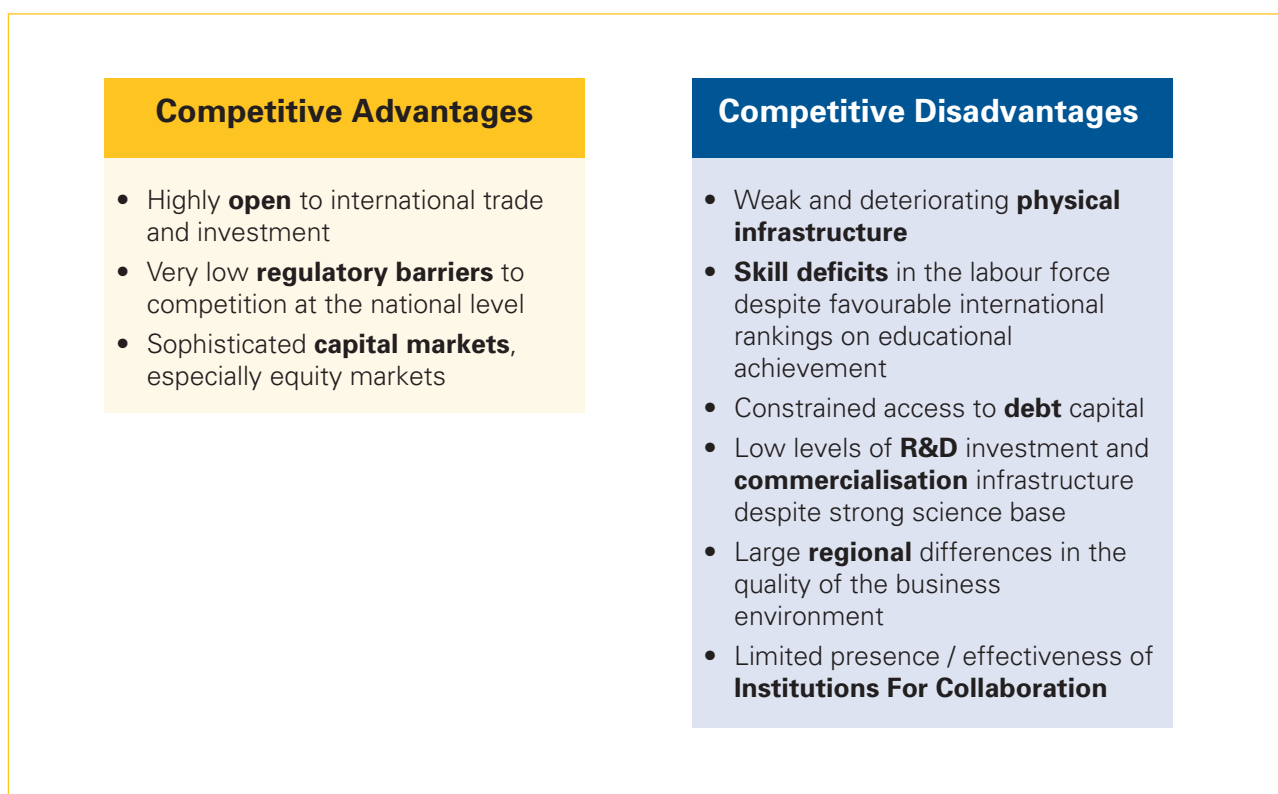 Competitive Advantages
• Highly open to international trade
and investment
• Very low regulatory barriers to
competition at the national level
• Sophisticated capital markets,
especially equity markets
Competitive Disadvantages
• Weak and deteriorating physical
infrastructure
• Skill deficits in the labour force
despite favourable international
rankings on educational
achievement
• Constrained access to debt capital
• Low levels of R&D investment and
commercialisation infrastructure
despite strong science base
• Large regional differences in the
quality of the business
environment
• Limited presence / effectiveness of
Institutions For Collaboration